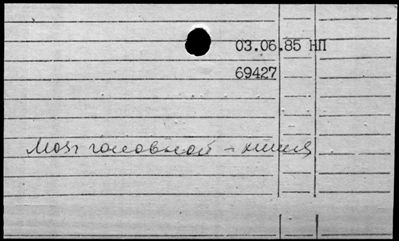 03.06.85 НП
69427
Мозг головной – химия